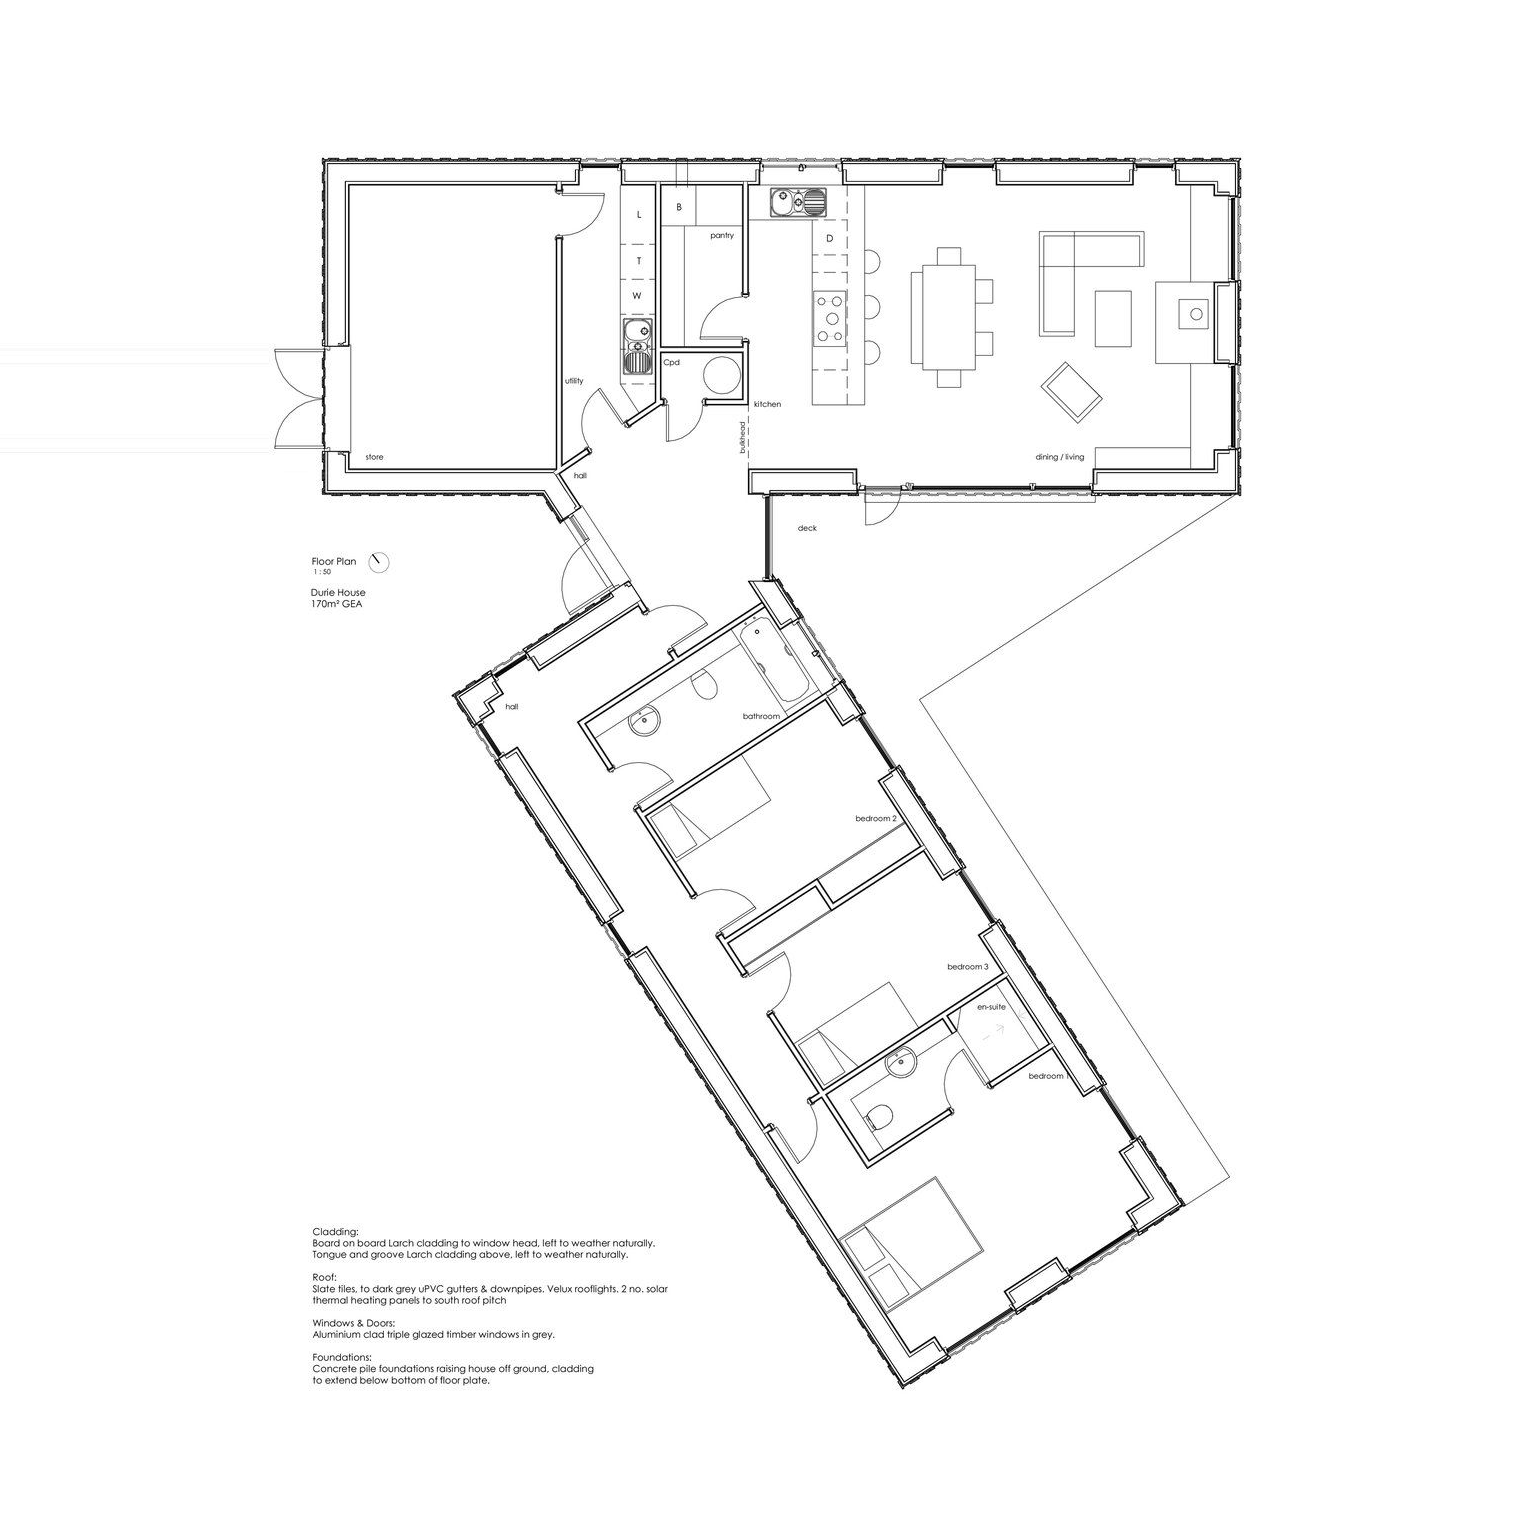 L
B
pantry
D
T
W
Cpd
utility
kitchen
bulkhead
store
dining / living
hall
deck
Floor Plan
1 : 50
Durie House
170m² GEA
hall
bathroom
bedroom 2
bedroom 3
en-suite
bedroom 1
Cladding:
Board on board Larch cladding to window head, left to weather naturally.
Tongue and groove Larch cladding above, left to weather naturally.
Roof:
Slate tiles, to dark grey uPVC gutters & downpipes. Velux rooflights. 2 no. solar
thermal heating panels to south roof pitch
Windows & Doors:
Aluminium clad triple glazed timber windows in grey.
Foundations:
Concrete pile foundations raising house off ground, cladding
to extend below bottom of floor plate.